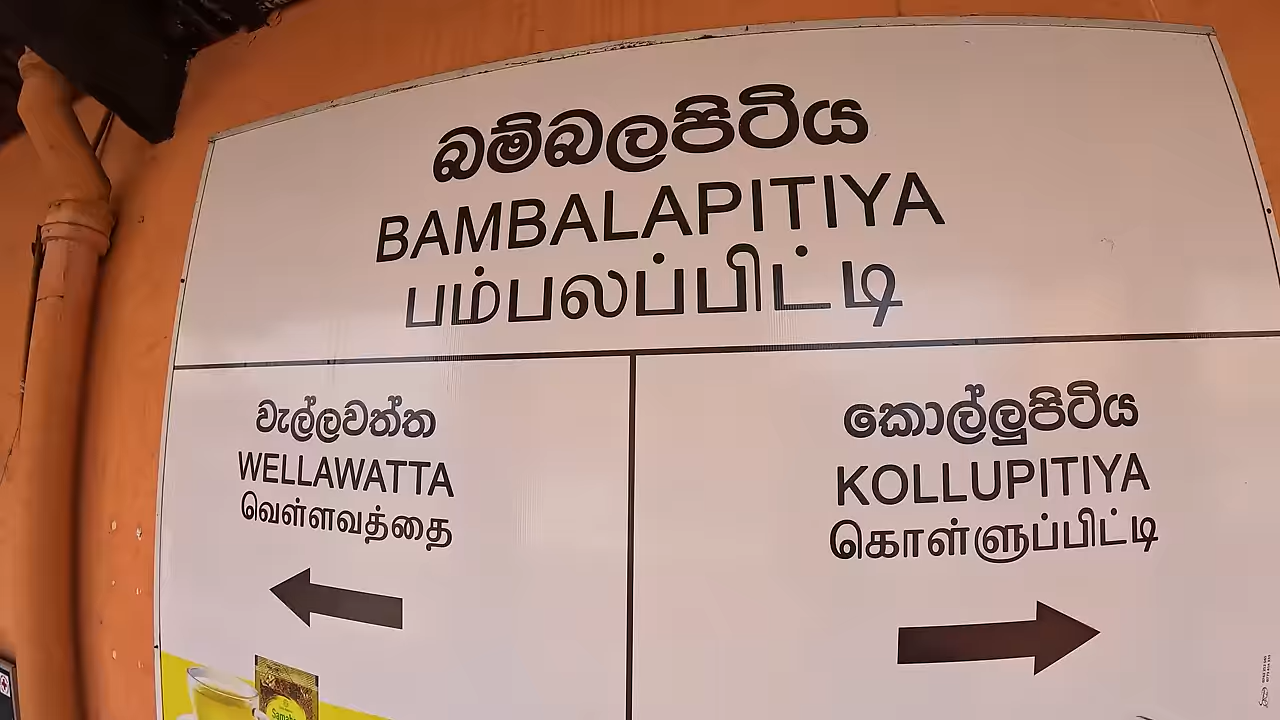 බම්බලපිටිය
BAMBALAPITIYA
பம்பலப்பிட்டி
වැල්ලවත්ත
WELLAWATTA
வெள்ளவத்தை
කොල්ලුපිටිය
KOLLUPITIYA
கொள்ளுப்பிட்டி